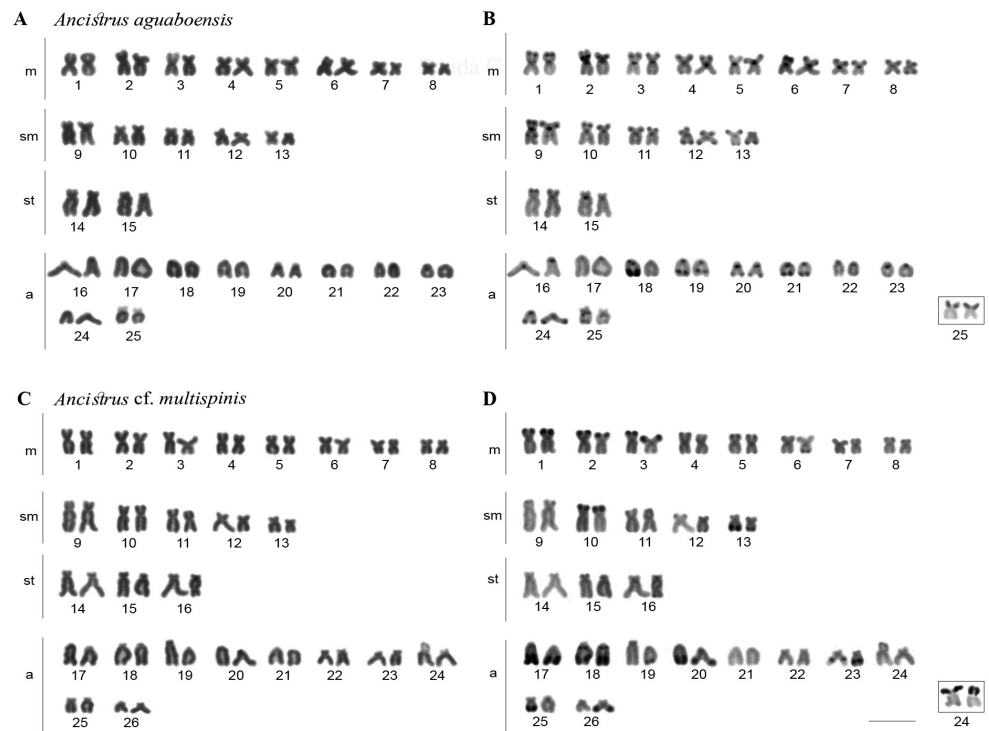 A Ancistrus aguaboensis
m
1 2 3 4 5 6 7 8
sm
9 10 11 12 13
st
14 15
a
16 17 18 19 20 21 22 23
24 25
B
m
1 2 3 4 5 6 7 8
sm
9 10 11 12 13
st
14 15
a
16 17 18 19 20 21 22 23
24 25
25
C Ancistrus cf. multispinis
m
1 2 3 4 5 6 7 8
sm
9 10 11 12 13
st
14 15 16
a
17 18 19 20 21 22 23 24
25 26
D
m
1 2 3 4 5 6 7 8
sm
9 10 11 12 13
st
14 15 16
a
17 18 19 20 21 22 23 24
25 26
24